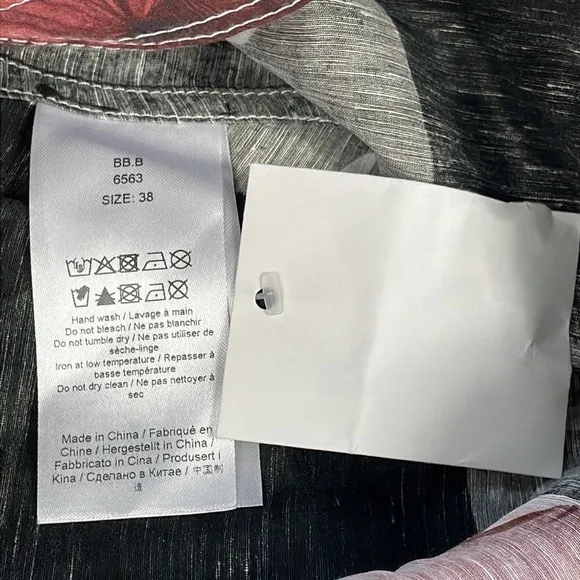 BB.B
6563
SIZE: 38
Hand wash / Lavage à main
Do not bleach / Ne pas blanchir
Do not tumble dry / Ne pas utiliser de
sèche-linge
Iron at low temperature / Repasser à
basse température
Do not dry clean / Ne pas nettoyer à
sec
Made in China / Fabriqué en
Chine / Hergestellt in China /
Fabbricato in Cina / Produsert i
Kina / Сделано в Китае / 中国制
造